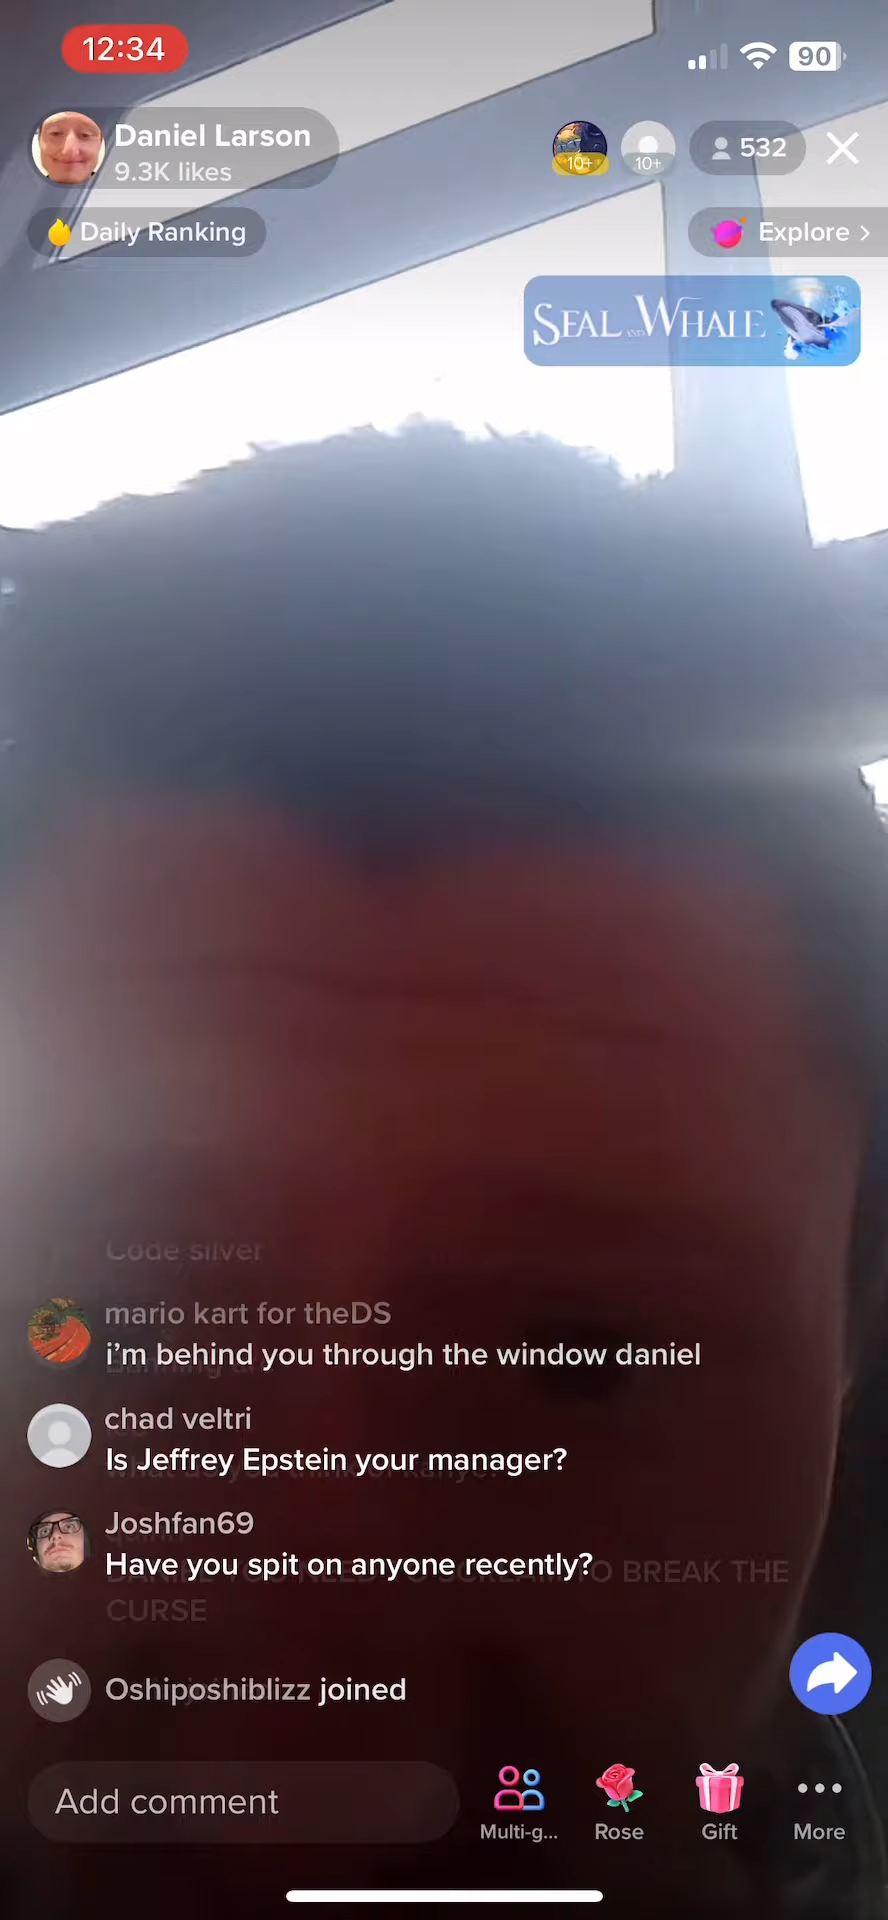 12:34
90
Daniel Larson
9.3K likes
10+
10+
532
Daily Ranking
Explore >
SEAL AND WHALE
Code silver
mario kart for theDS
i'm behind you through the window daniel
chad veltri
Is Jeffrey Epstein your manager?
Joshfan69
Have you spit on anyone recently?
TO BREAK THE
CURSE
Oshiposhiblizz joined
Add comment
Multi-g...
Rose
Gift
More